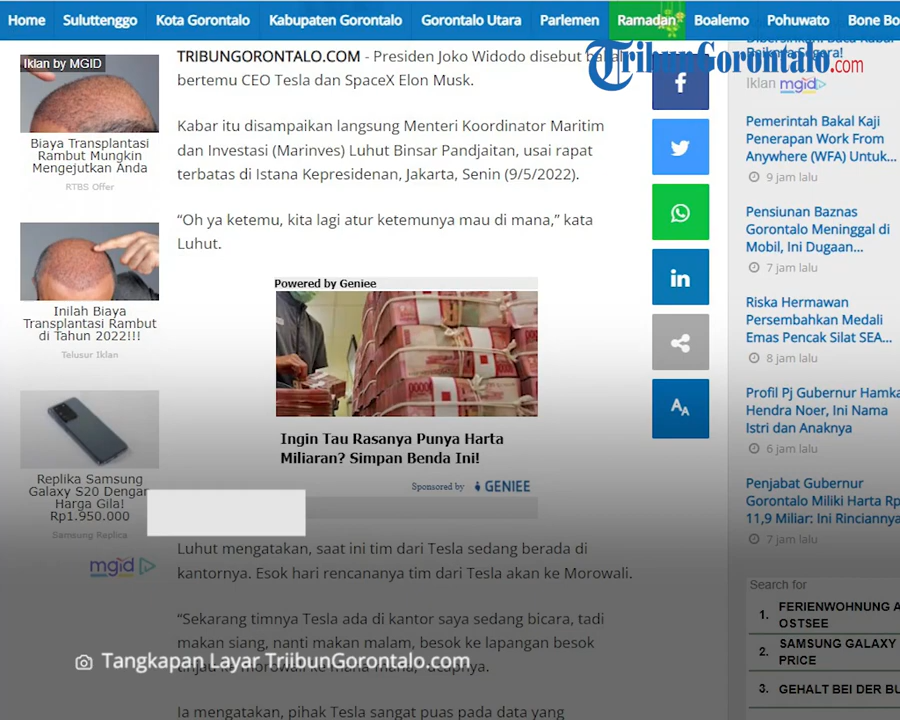 Home Suluttenggo Kota Gorontalo Kabupaten Gorontalo Gorontalo Utara Parlemen Ramadan Boalemo Pohuwato Bone Bo
TribunGorontalo.com
Iklan by MGID
Biaya Transplantasi
Rambut Mungkin
Mengejutkan Anda
RTBS Offer
Inilah Biaya
Transplantasi Rambut
di Tahun 2022!!!
Telusur Iklan
Replika Samsung
Galaxy S20 Dengan
Harga Gila!
Rp1.950.000
Samsung Replica
mgid
TRIBUNGORONTALO.COM - Presiden Joko Widodo disebut
bertemu CEO Tesla dan SpaceX Elon Musk.
Kabar itu disampaikan langsung Menteri Koordinator Maritim
dan Investasi (Marinves) Luhut Binsar Pandjaitan, usai rapat
terbatas di Istana Kepresidenan, Jakarta, Senin (9/5/2022).
“Oh ya ketemu, kita lagi atur ketemunya mau di mana,” kata
Luhut.
Powered by Geniee
Ingin Tau Rasanya Punya Harta
Miliaran? Simpan Benda Ini!
Sponsored by GENIEE
Luhut mengatakan, saat ini tim dari Tesla sedang berada di
kantornya. Esok hari rencananya tim dari Tesla akan ke Morowali.
“Sekarang timnya Tesla ada di kantor saya sedang bicara, tadi
makan siang, nanti makan malam, besok ke lapangan besok
Tangkapan Layar TriibunGorontalo.com
Ia mengatakan, pihak Tesla sangat puas pada data yang
Iklan mgid
Pemerintah Bakal Kaji
Penerapan Work From
Anywhere (WFA) Untuk...
9 jam lalu
Pensiunan Baznas
Gorontalo Meninggal di
Mobil, Ini Dugaan...
7 jam lalu
Riska Hermawan
Persembahkan Medali
Emas Pencak Silat SEA...
8 jam lalu
Profil Pj Gubernur Hamka
Hendra Noer, Ini Nama
Istri dan Anaknya
6 jam lalu
Penjabat Gubernur
Gorontalo Miliki Harta Rp
11,9 Miliar: Ini Rinciannya
7 jam lalu
Search for
1. FERIENWOHNUNG A
OSTSEE
2. SAMSUNG GALAXY
PRICE
3. GEHALT BEI DER BU